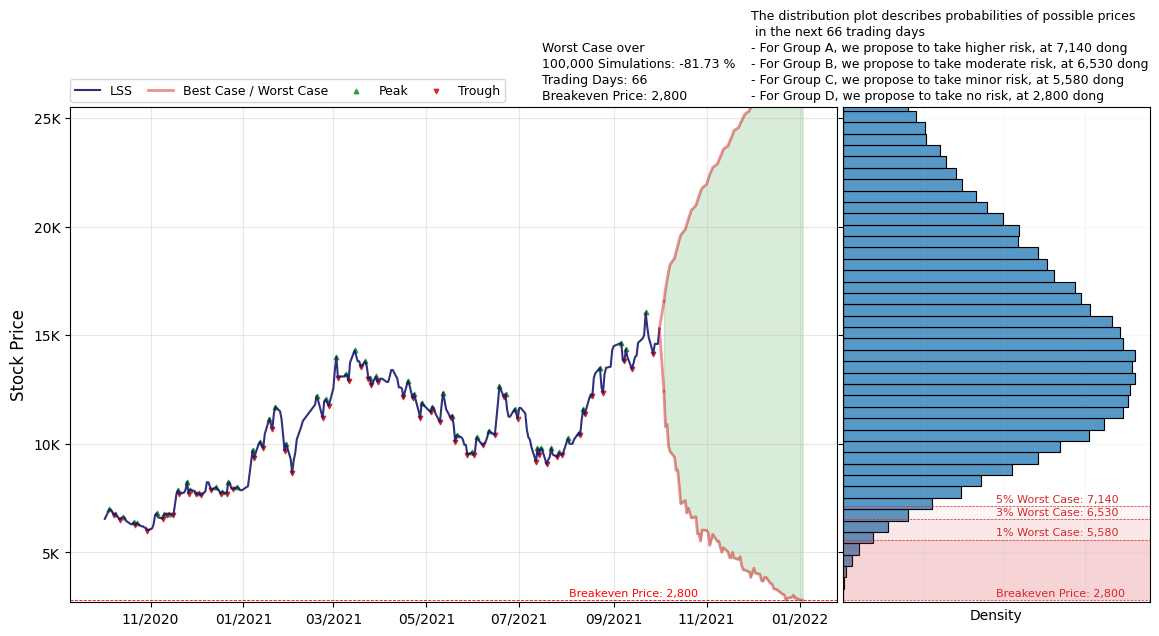 The distribution plot describes probabilities of possible prices
in the next 66 trading days
- For Group A, we propose to take higher risk, at 7,140 dong
- For Group B, we propose to take moderate risk, at 6,530 dong
- For Group C, we propose to take minor risk, at 5,580 dong
- For Group D, we propose to take no risk, at 2,800 dong
Worst Case over
100,000 Simulations: -81.73 %
Trading Days: 66
Breakeven Price: 2,800
LSS
Best Case / Worst Case
Peak
Trough
Stock Price
25K
20K
15K
10K
5K
Breakeven Price: 2,800
11/2020
01/2021
3/2021
05/2021
07/2021
09/2021
11/2021
01/2022
5% Worst Case: 7,140
3% Worst Case: 6,530
1% Worst Case: 5,580
Breakeven Price: 2,800
Density